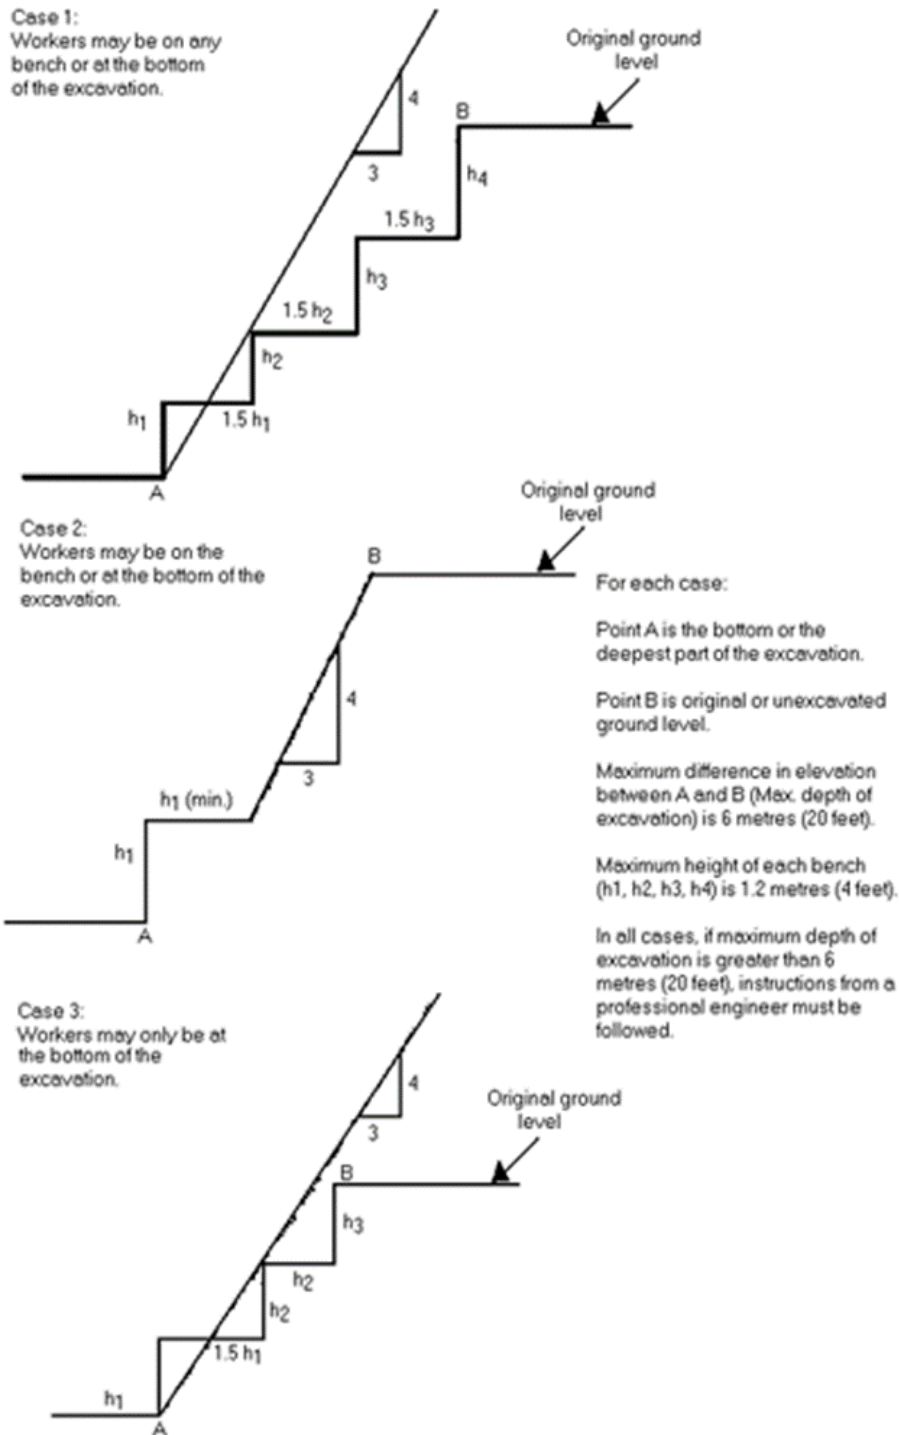 Case 1:
Workers may be on any
bench or at the bottom
of the excavation.
Original ground
level
4
3
B
h4
1.5 h3
h3
1.5 h2
h2
h1
1.5 h1
A
Case 2:
Workers may be on the
bench or at the bottom of the
excavation.
Original ground
level
B
4
3
h1 (min.)
h1
A
For each case:
Point A is the bottom or the
deepest part of the excavation.
Point B is original or unexcavated
ground level.
Maximum difference in elevation
between A and B (Max. depth of
excavation) is 6 metres (20 feet).
Maximum height of each bench
(h1, h2, h3, h4) is 1.2 metres (4 feet).
In all cases, if maximum depth of
excavation is greater than 6
metres (20 feet), instructions from a
professional engineer must be
followed.
Case 3:
Workers may only be at
the bottom of the
excavation.
4
3
Original ground
level
B
h3
h2
h2
1.5 h1
h1
A